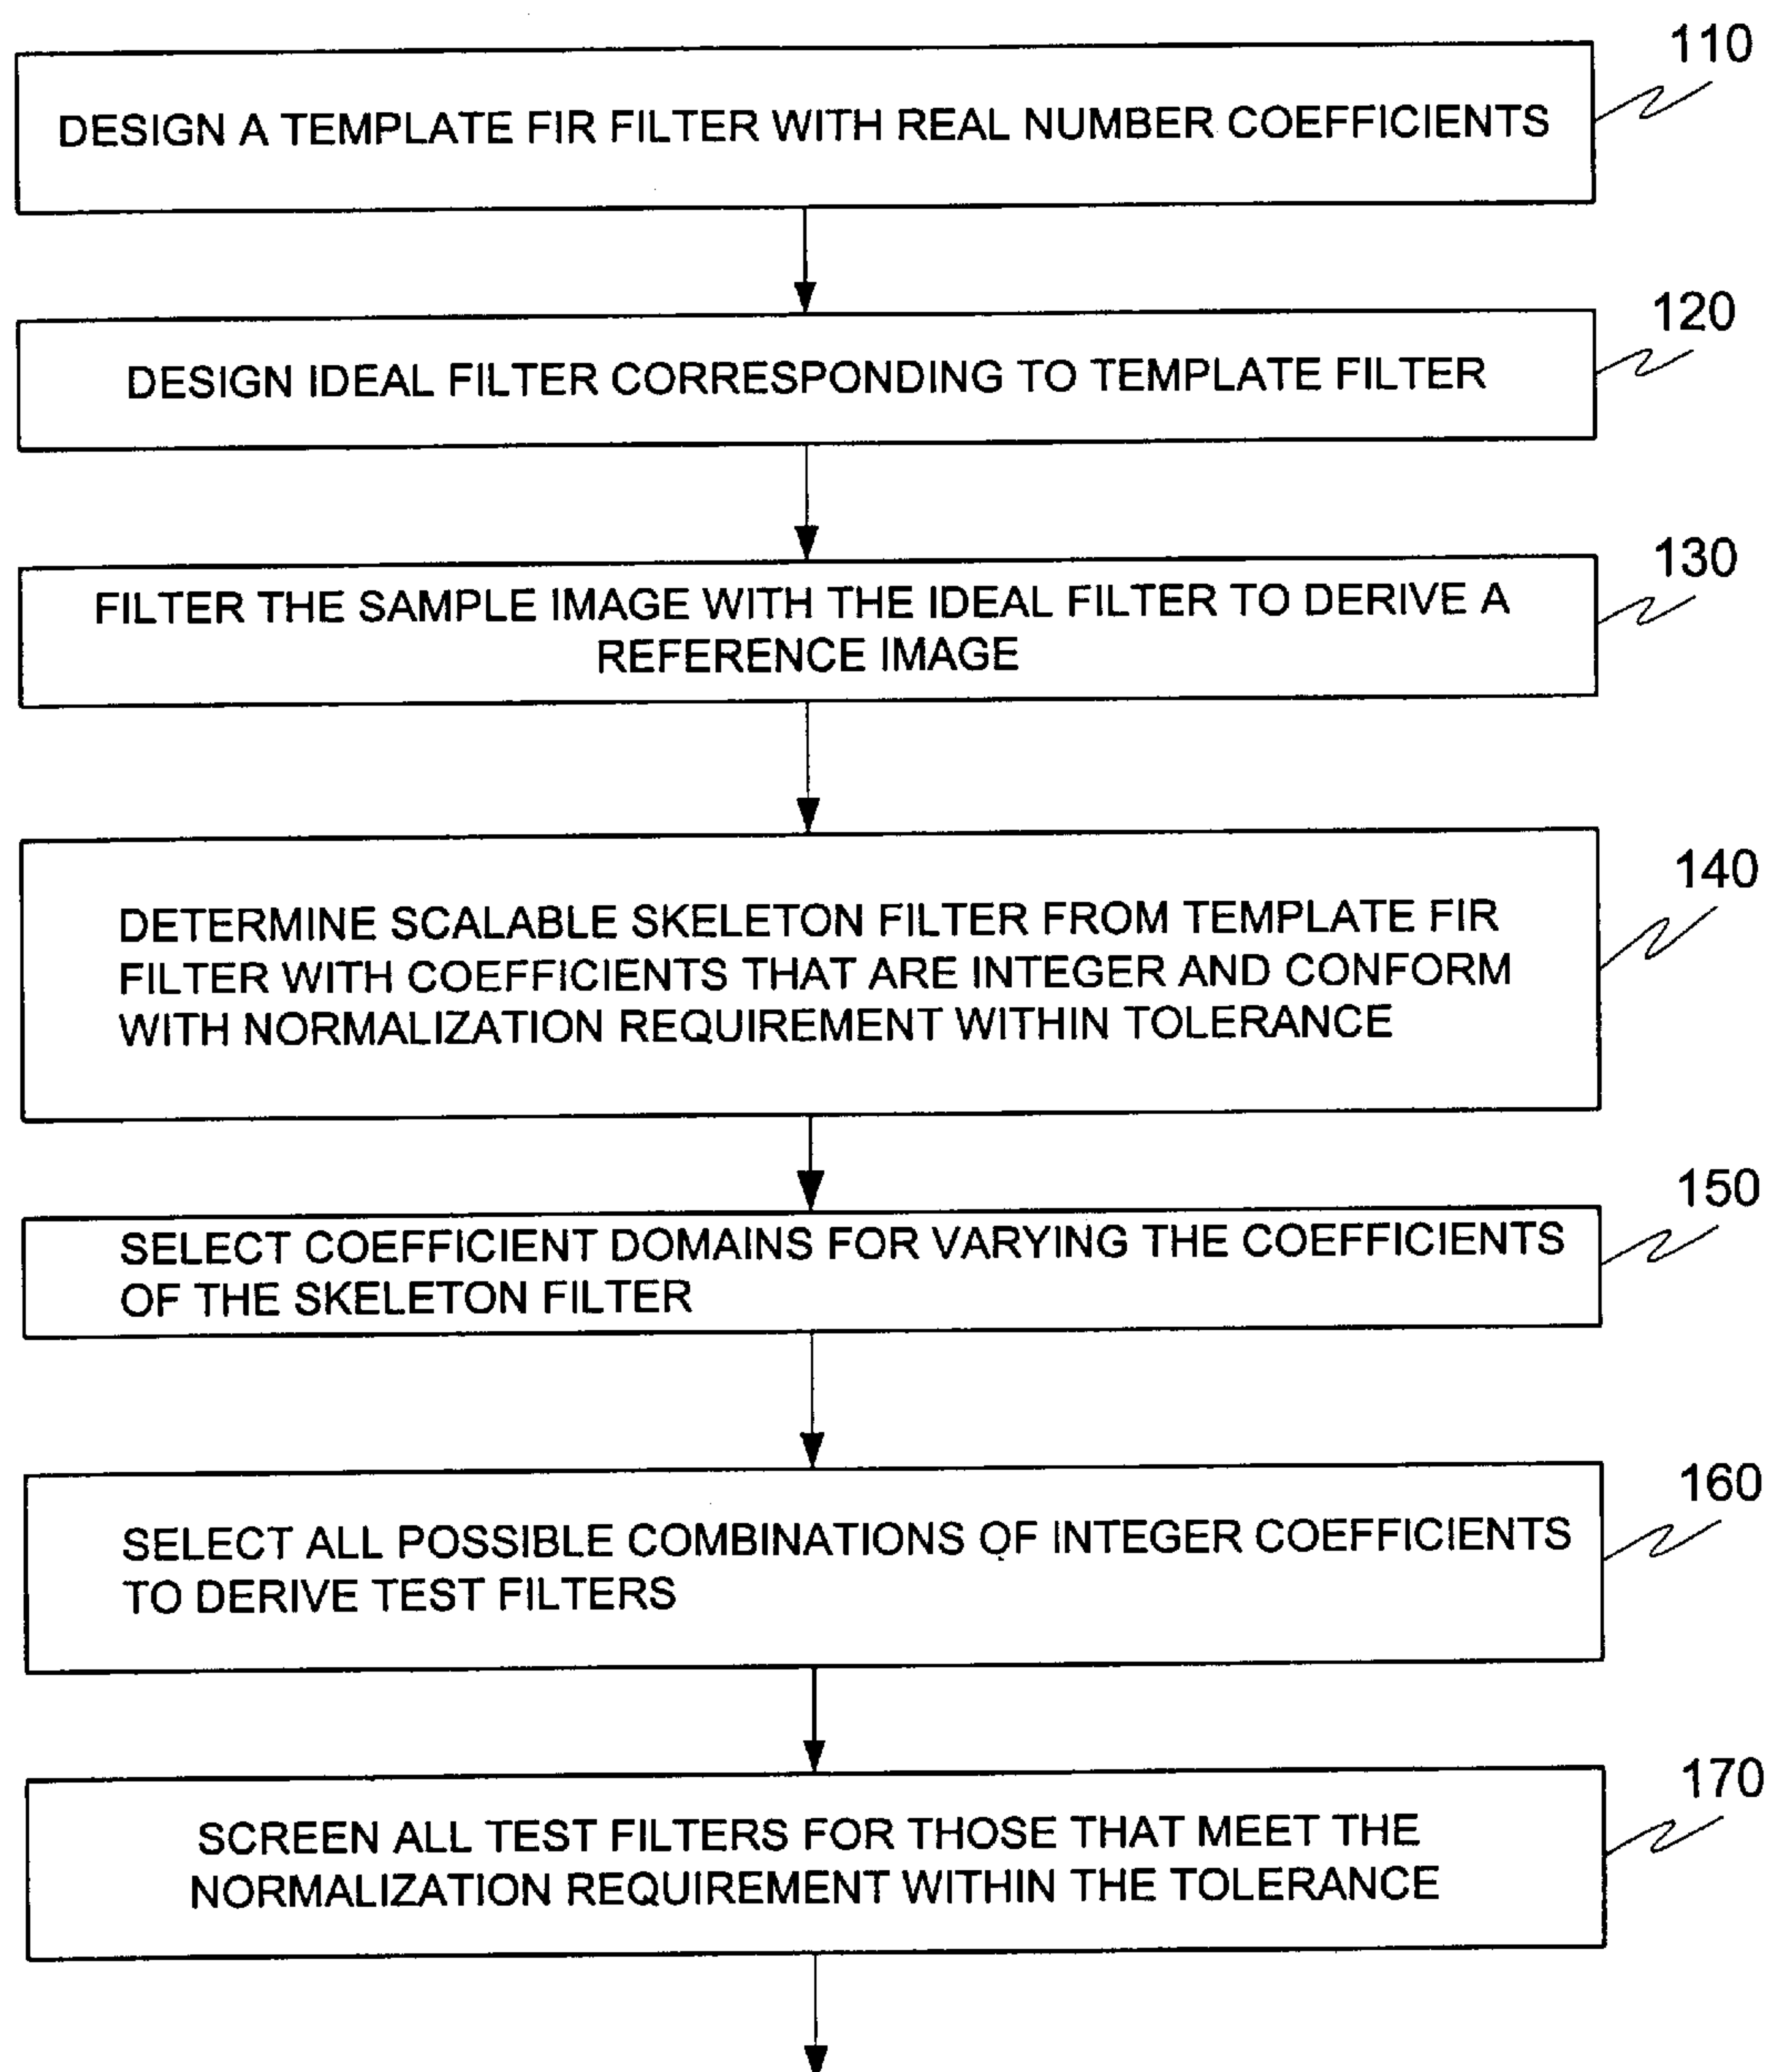 110
DESIGN A TEMPLATE FIR FILTER WITH REAL NUMBER COEFFICIENTS
120
DESIGN IDEAL FILTER CORRESPONDING TO TEMPLATE FILTER
130
FILTER THE SAMPLE IMAGE WITH THE IDEAL FILTER TO DERIVE A
REFERENCE IMAGE
140
DETERMINE SCALABLE SKELETON FILTER FROM TEMPLATE FIR
FILTER WITH COEFFICIENTS THAT ARE INTEGER AND CONFORM
WITH NORMALIZATION REQUIREMENT WITHIN TOLERANCE
150
SELECT COEFFICIENT DOMAINS FOR VARYING THE COEFFICIENTS
OF THE SKELETON FILTER
160
SELECT ALL POSSIBLE COMBINATIONS OF INTEGER COEFFICIENTS
TO DERIVE TEST FILTERS
170
SCREEN ALL TEST FILTERS FOR THOSE THAT MEET THE
NORMALIZATION REQUIREMENT WITHIN THE TOLERANCE